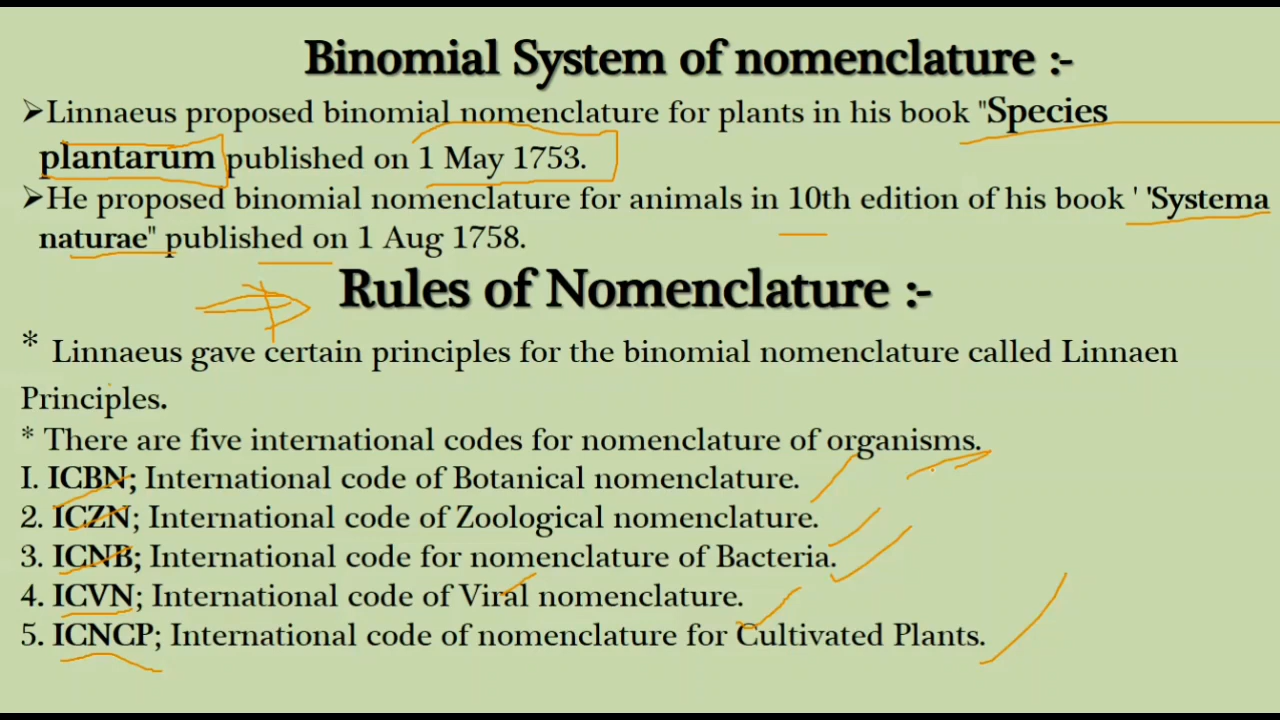 Binomial System of nomenclature :-
➢Linnaeus proposed binomial nomenclature for plants in his book "Species
plantarum published on 1 May 1753.
➢He proposed binomial nomenclature for animals in 10th edition of his book ' 'Systema
naturae" published on 1 Aug 1758.
Rules of Nomenclature :-
* Linnaeus gave certain principles for the binomial nomenclature called Linnaen
Principles.
* There are five international codes for nomenclature of organisms.
I. ICBN; International code of Botanical nomenclature.
2. ICZN; International code of Zoological nomenclature.
3. ICNB; International code for nomenclature of Bacteria.
4. ICVN; International code of Viral nomenclature.
5. ICNCP; International code of nomenclature for Cultivated Plants.